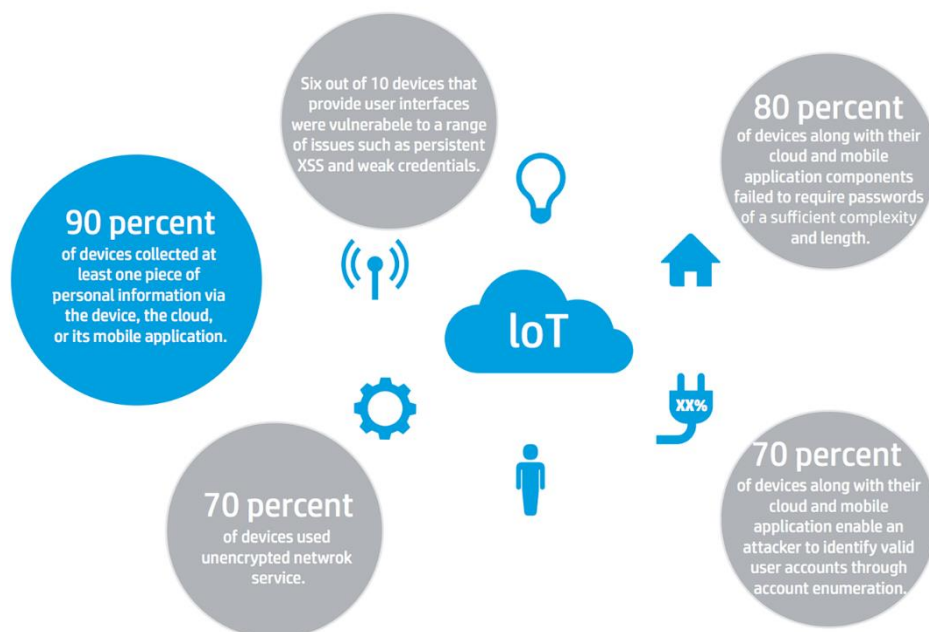 Six out of 10 devices that
provide user interfaces
were vulnerabele to a range
of issues such as persistent
XSS and weak credentials.
80 percent
of devices along with their
cloud and mobile
application components
failed to require passwords
of a sufficient complexity
and length.
90 percent
of devices collected at
least one piece of
personal information via
the device, the cloud,
or its mobile application.
IoT
XX%
70 percent
of devices used
unencrypted netwrok
service.
70 percent
of devices along with their
cloud and mobile
application enable an
attacker to identify valid
user accounts through
account enumeration.